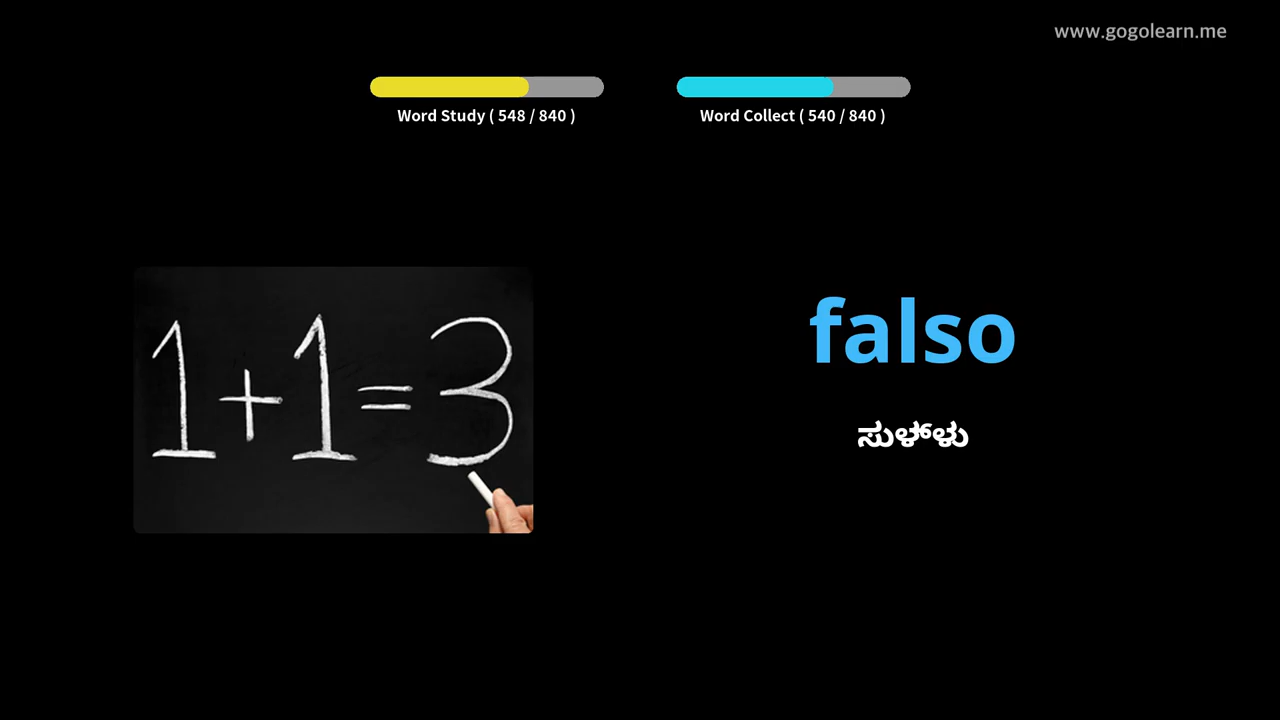 www.gogolearn.me
Word Study ( 548 / 840 )
Word Collect ( 540 / 840 )
1+1=3
falso
ಸುಳ್ಳು